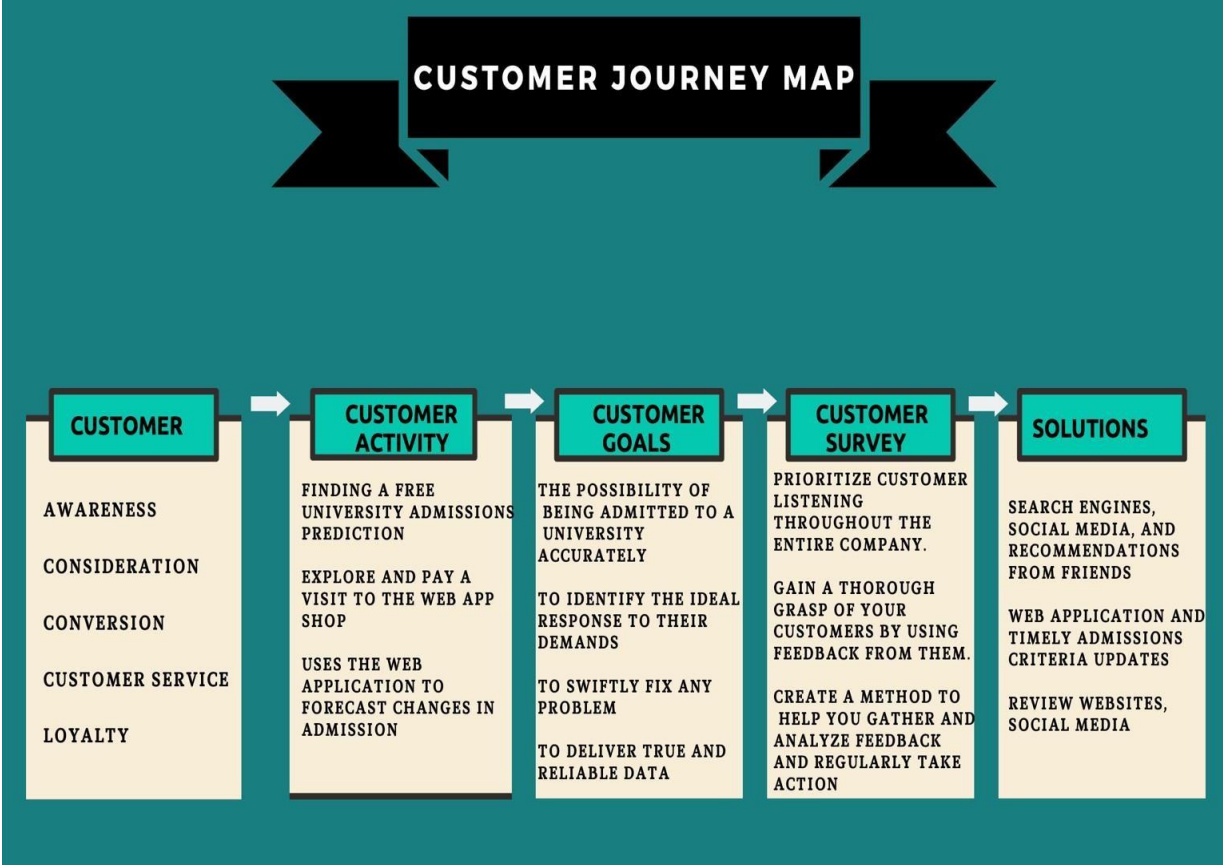 CUSTOMER JOURNEY MAP
CUSTOMER
AWARENESS
CONSIDERATION
CONVERSION
CUSTOMER SERVICE
LOYALTY
CUSTOMER
ACTIVITY
FINDING A FREE
UNIVERSITY ADMISSIONS
PREDICTION
EXPLORE AND PAY A
VISIT TO THE WEB APP
SHOP
USES THE WEB
APPLICATION TO
FORECAST CHANGES IN
ADMISSION
CUSTOMER
GOALS
THE POSSIBILITY OF
BEING ADMITTED TO A
UNIVERSITY
ACCURATELY
TO IDENTIFY THE IDEAL
RESPONSE TO THEIR
DEMANDS
TO SWIFTLY FIX ANY
PROBLEM
TO DELIVER TRUE AND
RELIABLE DATA
CUSTOMER
SURVEY
PRIORITIZE CUSTOMER
LISTENING
THROUGHOUT THE
ENTIRE COMPANY.
GAIN A THOROUGH
GRASP OF YOUR
CUSTOMERS BY USING
FEEDBACK FROM THEM.
CREATE A METHOD TO
HELP YOU GATHER AND
ANALYZE FEEDBACK
AND REGULARLY TAKE
ACTION
SOLUTIONS
SEARCH ENGINES,
SOCIAL MEDIA, AND
RECOMMENDATIONS
FROM FRIENDS
WEB APPLICATION AND
TIMELY ADMISSIONS
CRITERIA UPDATES
REVIEW WEBSITES,
SOCIAL MEDIA